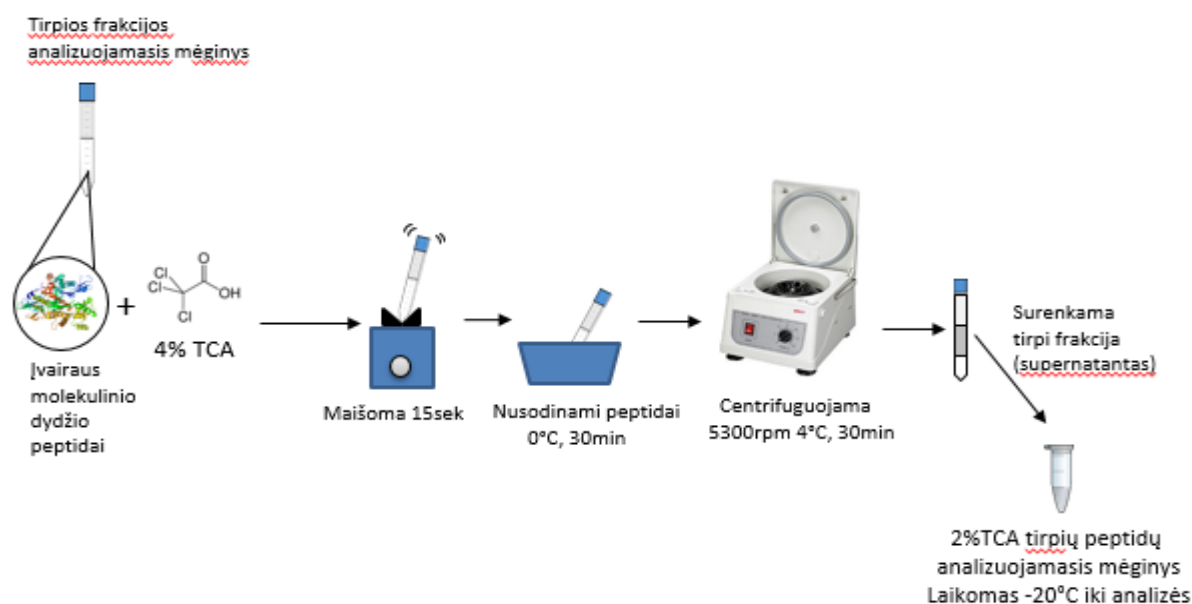 Tirpios frakcijos
analizuojamasis mėginys
Įvairaus
molekulinio
dydžio
peptidai
+
Cl
Cl
Cl
O
OH
4% TCA
Maišoma 15sek
Nusodinami peptidai
0°C, 30min
Centrifuguojama
5300rpm 4°C, 30min
Surenkama
tirpi frakcija
(supernatantas)
2%TCA tirpių peptidų
analizuojamasis mėginys
Laikomas -20°C iki analizės